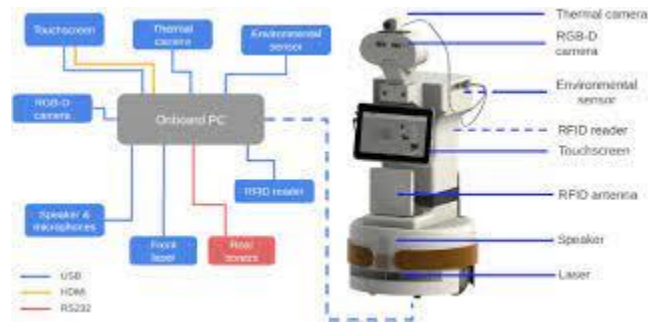 Touchscreen
Thermal
camera
Environmental
sensor
RGB-D
camera
Onboard PC
RFID reader
Speaker &
microphones
Front
laser
Rear
sonars
USB
HDMI
RS232
Thermal camera
RGB-D
camera
Environmental
sensor
RFID reader
Touchscreen
RFID antenna
Speaker
Laser